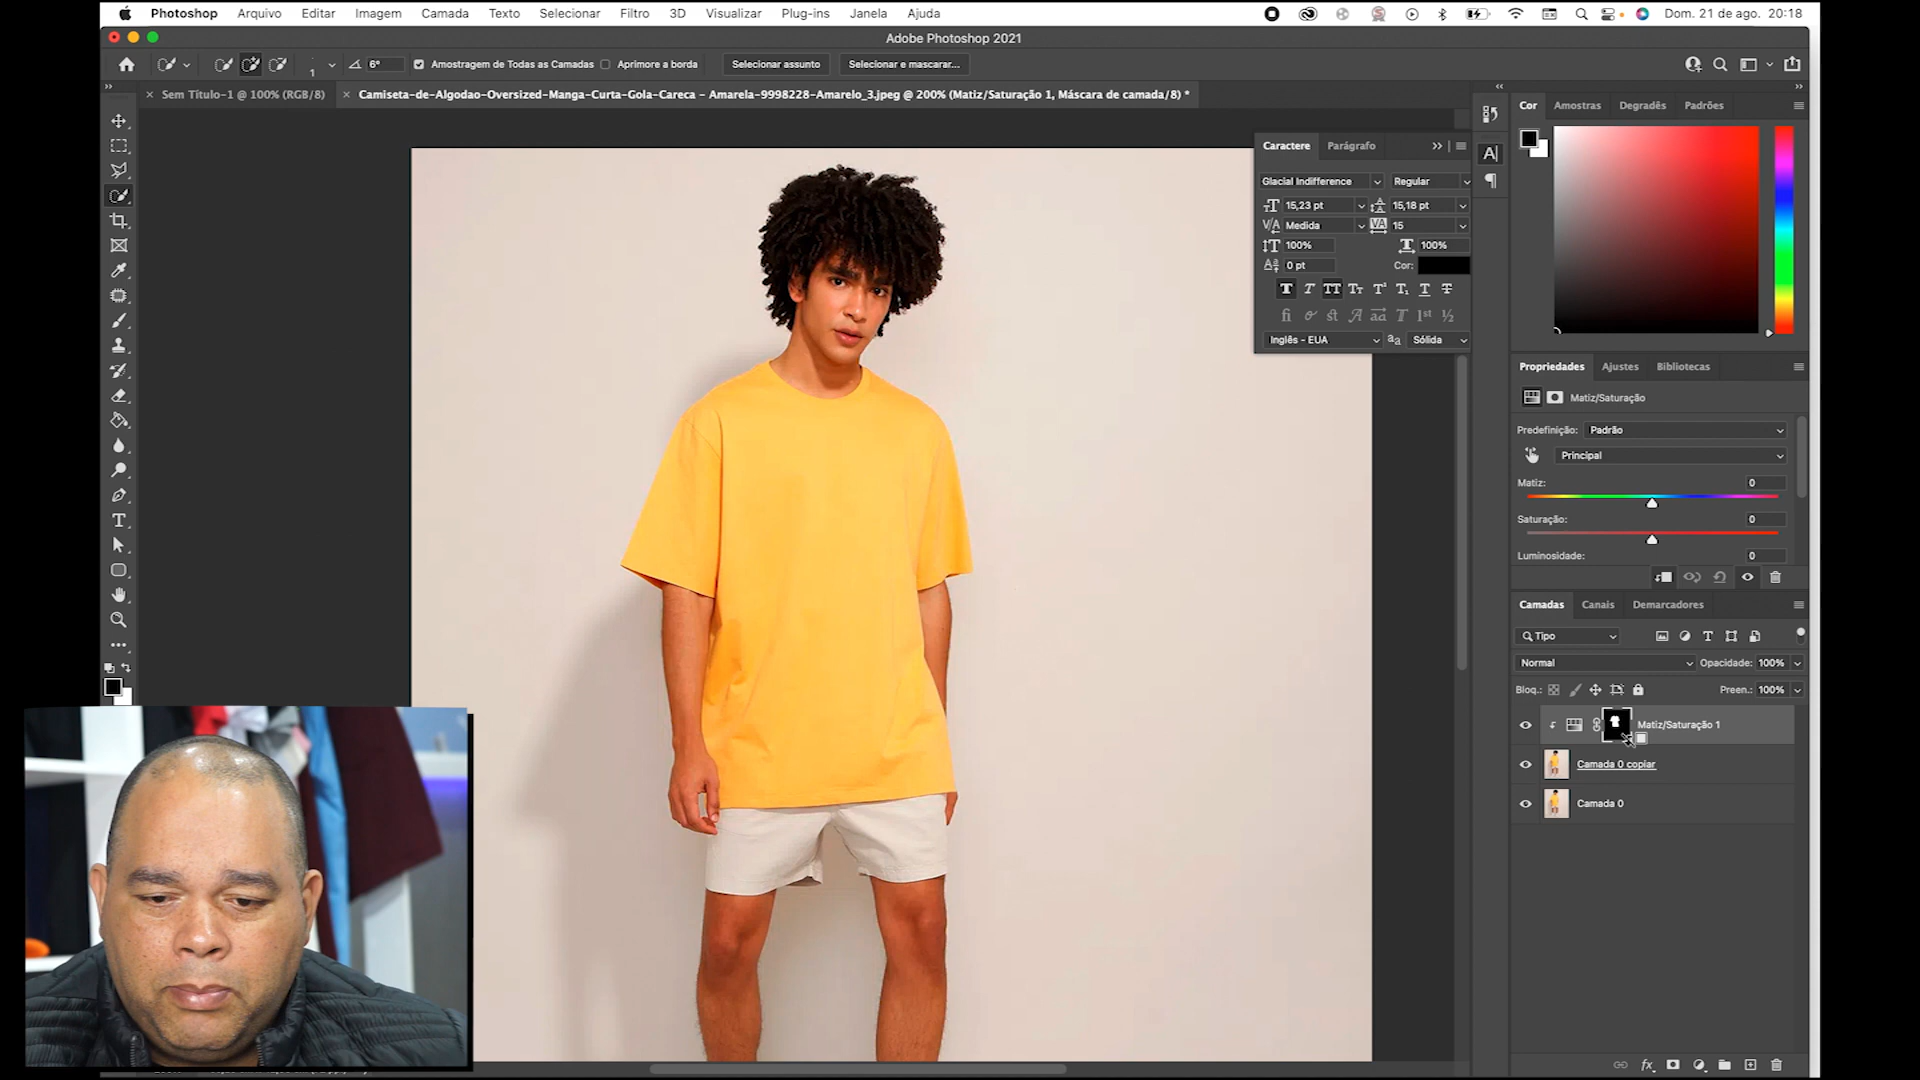 Photoshop Arquivo Editar Imagem Camada Texto Selecionar Filtro 3D Visualizar Plug-ins Janela Ajuda Dom. 21 de ago. 20:18
Adobe Photoshop 2021
1 6° Amostragem de Todas as Camadas Aprimore a borda Selecionar assunto Selecionar e mascarar...
Sem Título-1 @ 100% (RGB/8) Camiseta-de-Algodao-Oversized-Manga-Curta-Gola-Careca – Amarela-9998228-Amarelo_3.jpeg @ 200% (Matiz/Saturação 1, Máscara de camada/8) *
Cor Amostras Degradês Padrões
Caractere Parágrafo
Glacial Indifference Regular
15,23 pt 15,18 pt
Medida 15
100% 100%
0 pt Cor:
Inglês - EUA Sólida
Propriedades Ajustes Bibliotecas
Matiz/Saturação
Predefinição: Padrão
Principal
Matiz: 0
Saturação: 0
Luminosidade: 0
Camadas Canais Demarcadores
Tipo
Normal Opacidade: 100%
Bloq.: Preen.: 100%
Matiz/Saturação 1
Camada 0 copiar
Camada 0